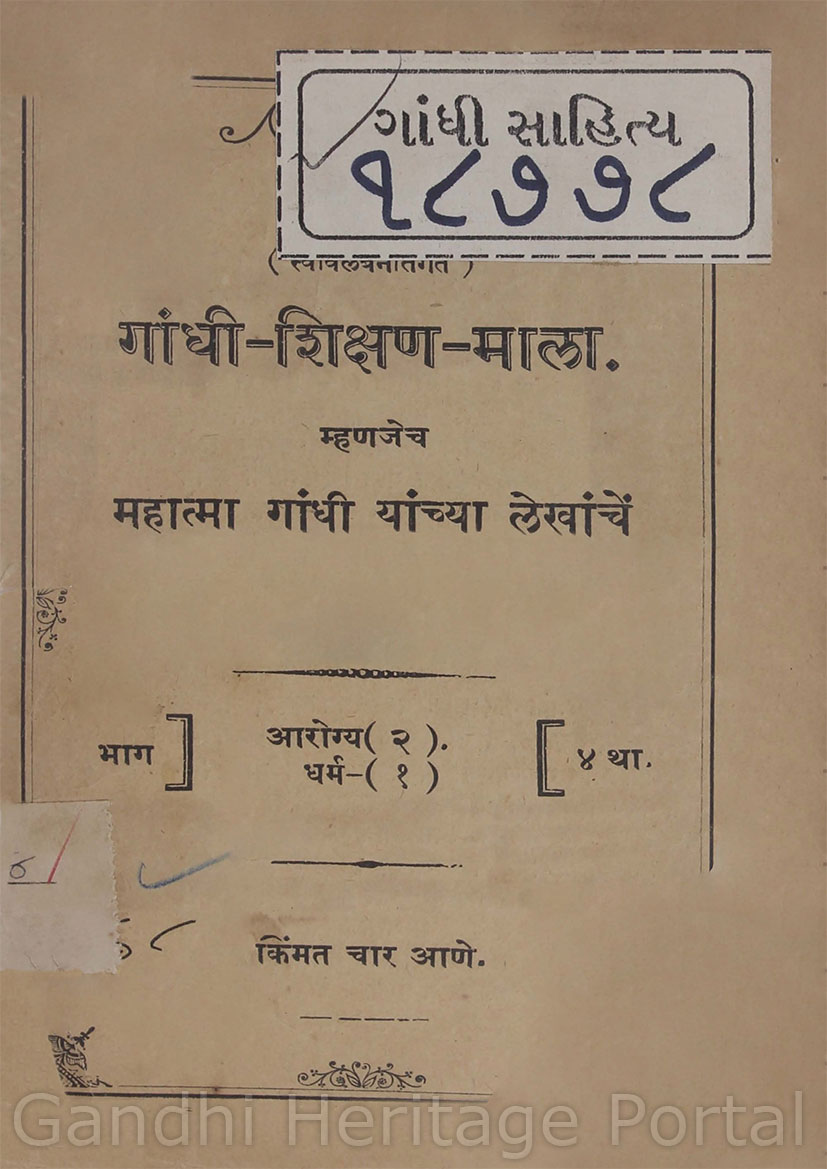 ગાંધી સાહિત્ય
૧૮૭૭૮
गांधी-शिक्षण-माला.
म्हणजेच
महात्मा गांधी यांच्या लेखांचें
भाग ] आरोग्य( २ ). [ ४ था.
धर्म-( १ )
किंमत चार आणे.
Gandhi Heritage Portal